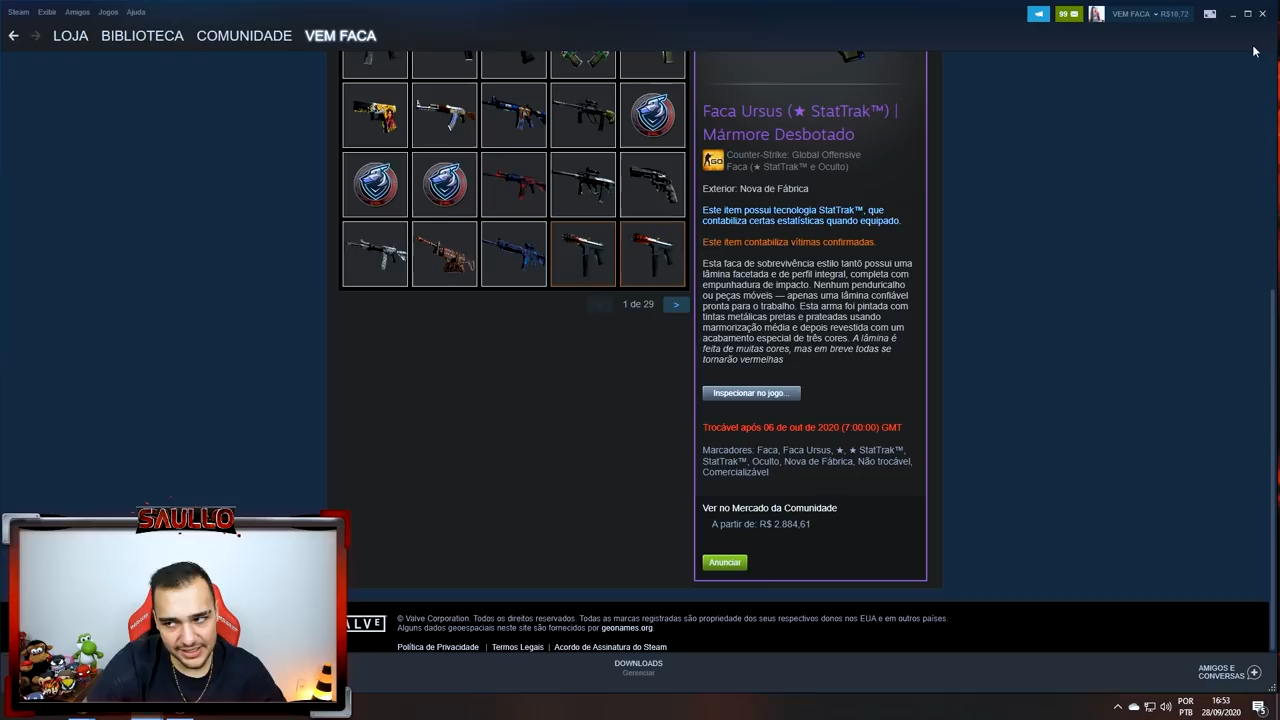 Steam Exibir Amigos Jogos Ajuda
99 VEM FACA R$18,72
LOJA BIBLIOTECA COMUNIDADE VEM FACA
Faca Ursus (★ StatTrak™) |
Mármore Desbotado
GO
Counter-Strike: Global Offensive
Faca (★ StatTrak™ e Oculto)
Exterior: Nova de Fábrica
Este item possui tecnologia StatTrak™, que
contabiliza certas estatísticas quando equipado.
Este item contabiliza vítimas confirmadas.
Esta faca de sobrevivência estilo tantō possui uma
lâmina facetada e de perfil integral, completa com
empunhadura de impacto. Nenhum penduricalho
ou peças móveis — apenas uma lâmina confiável
pronta para o trabalho. Esta arma foi pintada com
tintas metálicas pretas e prateadas usando
marmorização média e depois revestida com um
acabamento especial de três cores. A lâmina é
feita de muitas cores, mas em breve todas se
tornarão vermelhas
1 de 29 >
Inspecionar no jogo...
Trocável após 06 de out de 2020 (7:00:00) GMT
Marcadores: Faca, Faca Ursus, ★, ★ StatTrak™,
StatTrak™, Oculto, Nova de Fábrica, Não trocável,
Comercializável
Ver no Mercado da Comunidade
A partir de: R$ 2.884,61
Anunciar
SAULLO
ALVE
© Valve Corporation. Todos os direitos reservados. Todas as marcas registradas são propriedade dos seus respectivos donos nos EUA e em outros países.
Alguns dados geoespaciais neste site são fornecidos por geonames.org.
Política de Privacidade | Termos Legais | Acordo de Assinatura do Steam
DOWNLOADS
Gerenciar
AMIGOS E
CONVERSAS
POR
PTB
16:53
28/09/2020